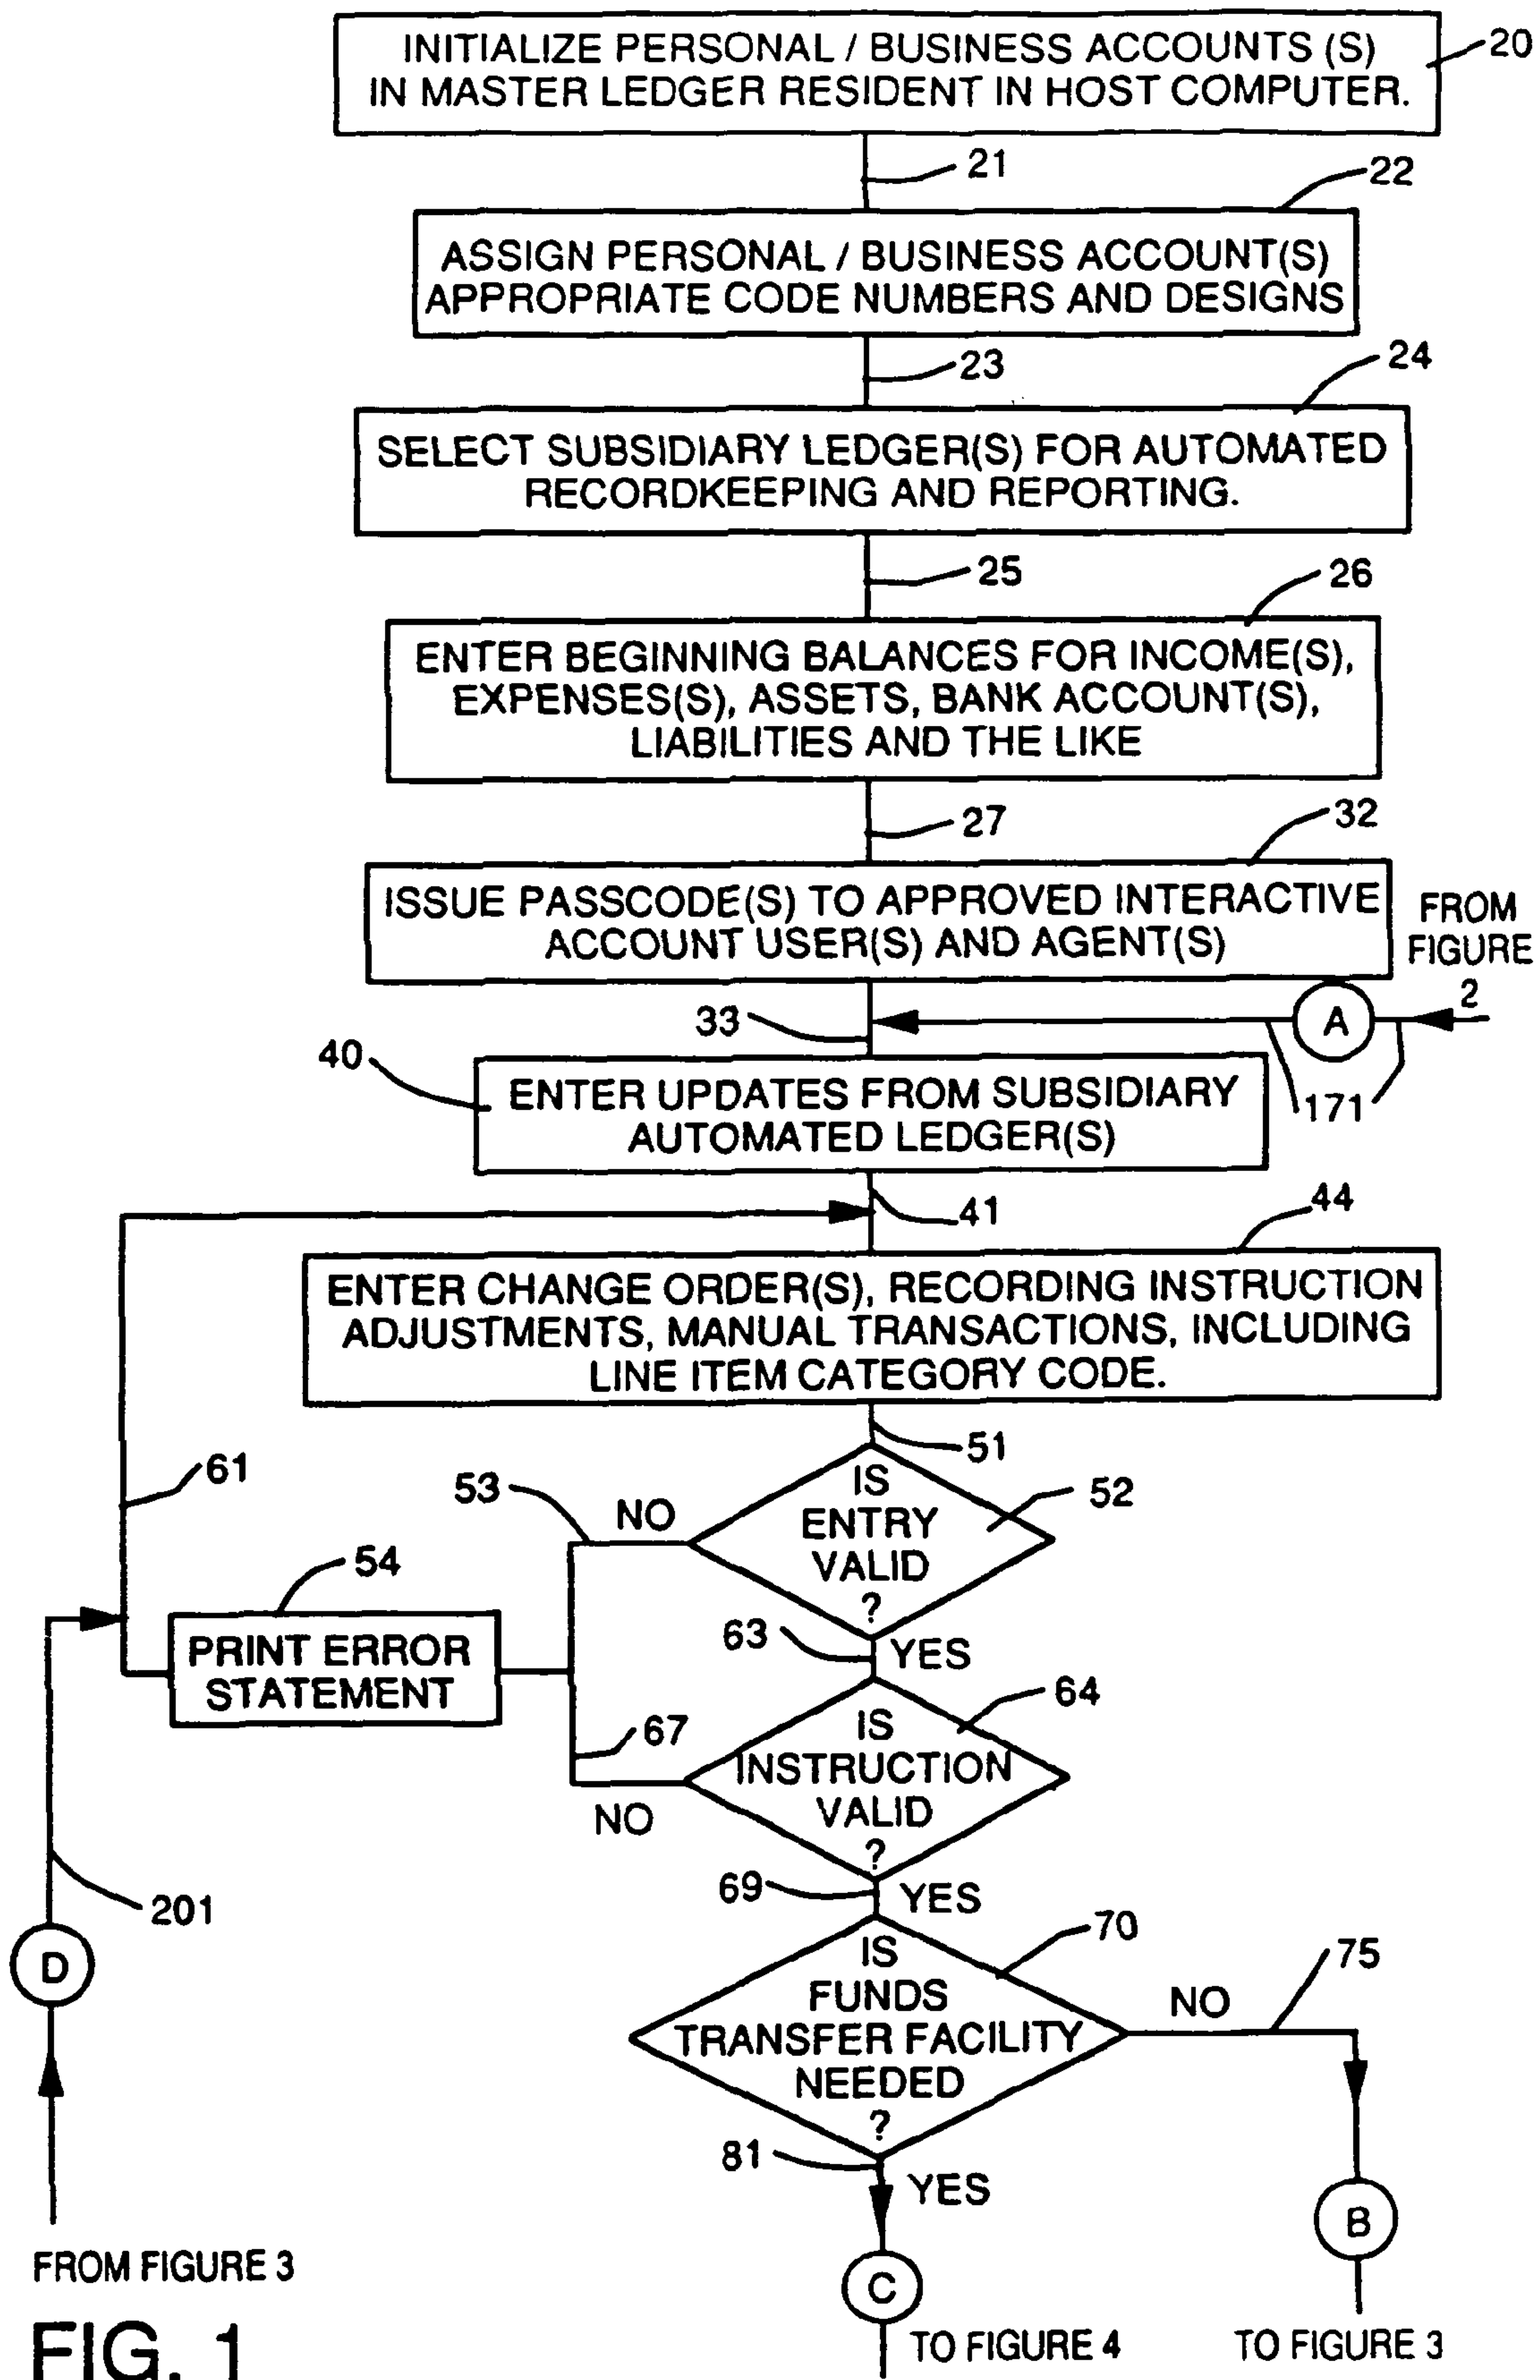 INITIALIZE PERSONAL / BUSINESS ACCOUNTS (S)
IN MASTER LEDGER RESIDENT IN HOST COMPUTER.
20
21
22
ASSIGN PERSONAL / BUSINESS ACCOUNT(S)
APPROPRIATE CODE NUMBERS AND DESIGNS
23
24
SELECT SUBSIDIARY LEDGER(S) FOR AUTOMATED
RECORDKEEPING AND REPORTING.
25
26
ENTER BEGINNING BALANCES FOR INCOME(S),
EXPENSES(S), ASSETS, BANK ACCOUNT(S),
LIABILITIES AND THE LIKE
27
32
ISSUE PASSCODE(S) TO APPROVED INTERACTIVE
ACCOUNT USER(S) AND AGENT(S)
FROM
FIGURE
2
A
33
171
40
ENTER UPDATES FROM SUBSIDIARY
AUTOMATED LEDGER(S)
41
44
ENTER CHANGE ORDER(S), RECORDING INSTRUCTION
ADJUSTMENTS, MANUAL TRANSACTIONS, INCLUDING
LINE ITEM CATEGORY CODE.
51
61
53
NO
IS
ENTRY
VALID
?
52
54
PRINT ERROR
STATEMENT
63
YES
64
67
IS
INSTRUCTION
VALID
?
NO
69
YES
201
D
70
IS
FUNDS
TRANSFER FACILITY
NEEDED
?
NO
75
81
YES
B
C
FROM FIGURE 3
TO FIGURE 4
TO FIGURE 3
FIG. 1